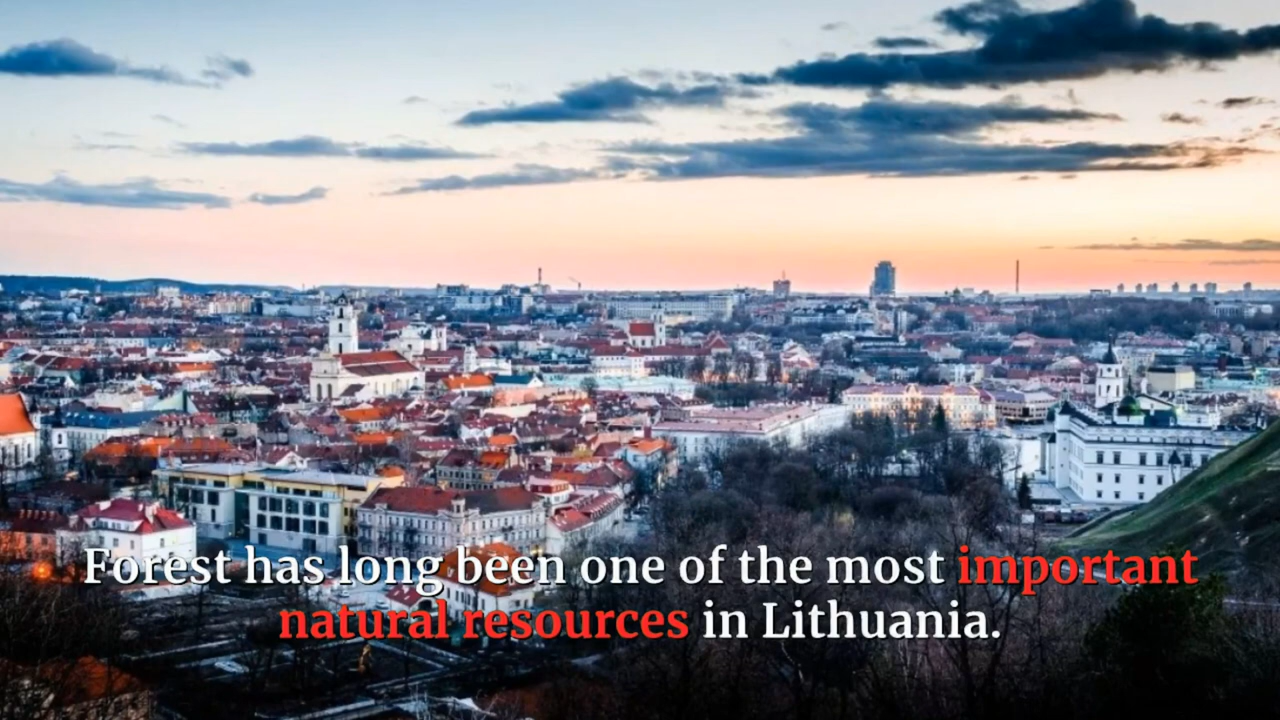 Forest has long been one of the most important
natural resources in Lithuania.